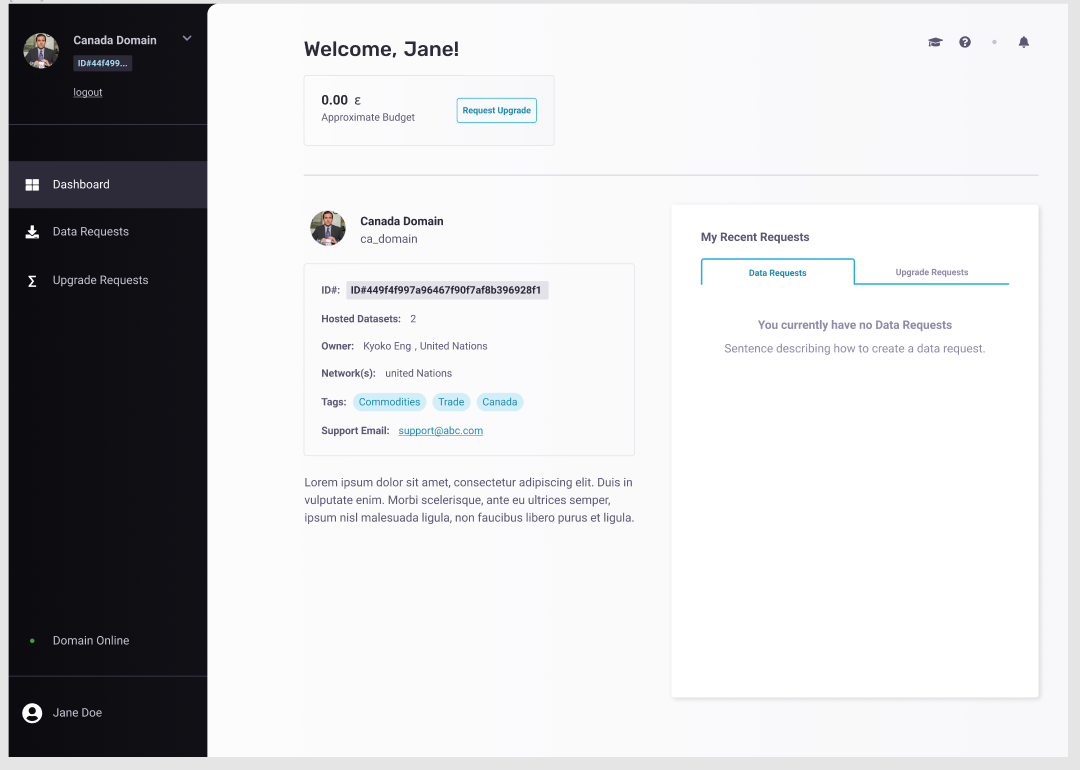 Canada Domain
ID#44f499...
logout
Dashboard
Data Requests
Upgrade Requests
Domain Online
Jane Doe
Welcome, Jane!
0.00 ε
Approximate Budget
Request Upgrade
Canada Domain
ca_domain
ID#: ID#449f4f997a96467f90f7af8b396928f1
Hosted Datasets: 2
Owner: Kyoko Eng , United Nations
Network(s): united Nations
Tags: Commodities Trade Canada
Support Email: support@abc.com
Lorem ipsum dolor sit amet, consectetur adipiscing elit. Duis in
vulputate enim. Morbi scelerisque, ante eu ultrices semper,
ipsum nisl malesuada ligula, non faucibus libero purus et ligula.
My Recent Requests
Data Requests Upgrade Requests
You currently have no Data Requests
Sentence describing how to create a data request.